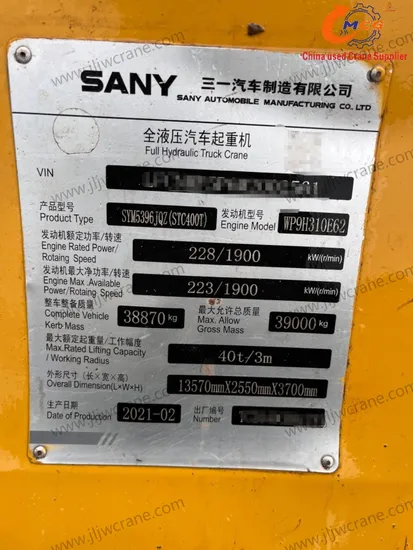 China used Crane Supplier
SANY 三一汽车制造有限公司
SANY AUTOMOBILE MANUFACTURING CO., LTD
全液压汽车起重机
Full Hydraulic Truck Crane
VIN
产品型号 SYM5396JQZ(STC400T) 发动机型号 WP9H310E62
Product Type Engine Model
发动机额定功率/转速
Engine Rated Power/ 228/1900 kW/(r/min)
Rotaing Speed
发动机最大净功率/转速
Engine Max .Available 223/1900 kW/(r/min)
Power/Rotaing Speed
整车整备质量 最大允许总质量
Complete Vehicle 38870 kg Max. Allow 39000 kg
Kerb Mass Gross Mass
最大额定起重量/工作幅度
Max.Rated Lifting Capacity 40t/3m
/ Working Radius
外形尺寸 (长×宽×高) 13570mmX2550mmX3700mm
Overall Dimension(L×W×H)
生产日期 2021-02 出厂编号
Date of Production Number
www.jljwcrane.com